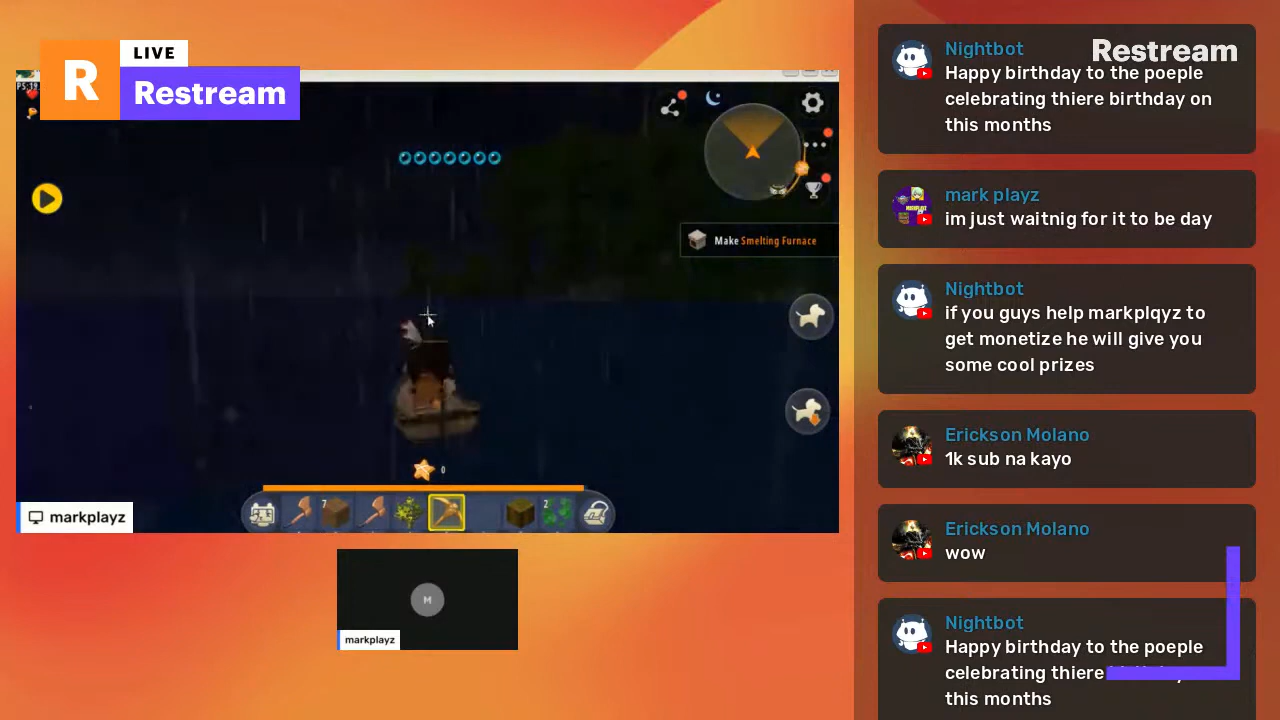 R
LIVE
Restream
Make Smelting Furnace
0
7
2
markplayz
M
markplayz
Restream
Nightbot
Happy birthday to the poeple
celebrating thiere birthday on
this months
mark playz
im just waitnig for it to be day
Nightbot
if you guys help markplqyz to
get monetize he will give you
some cool prizes
Erickson Molano
1k sub na kayo
Erickson Molano
wow
Nightbot
Happy birthday to the poeple
celebrating thiere
this months